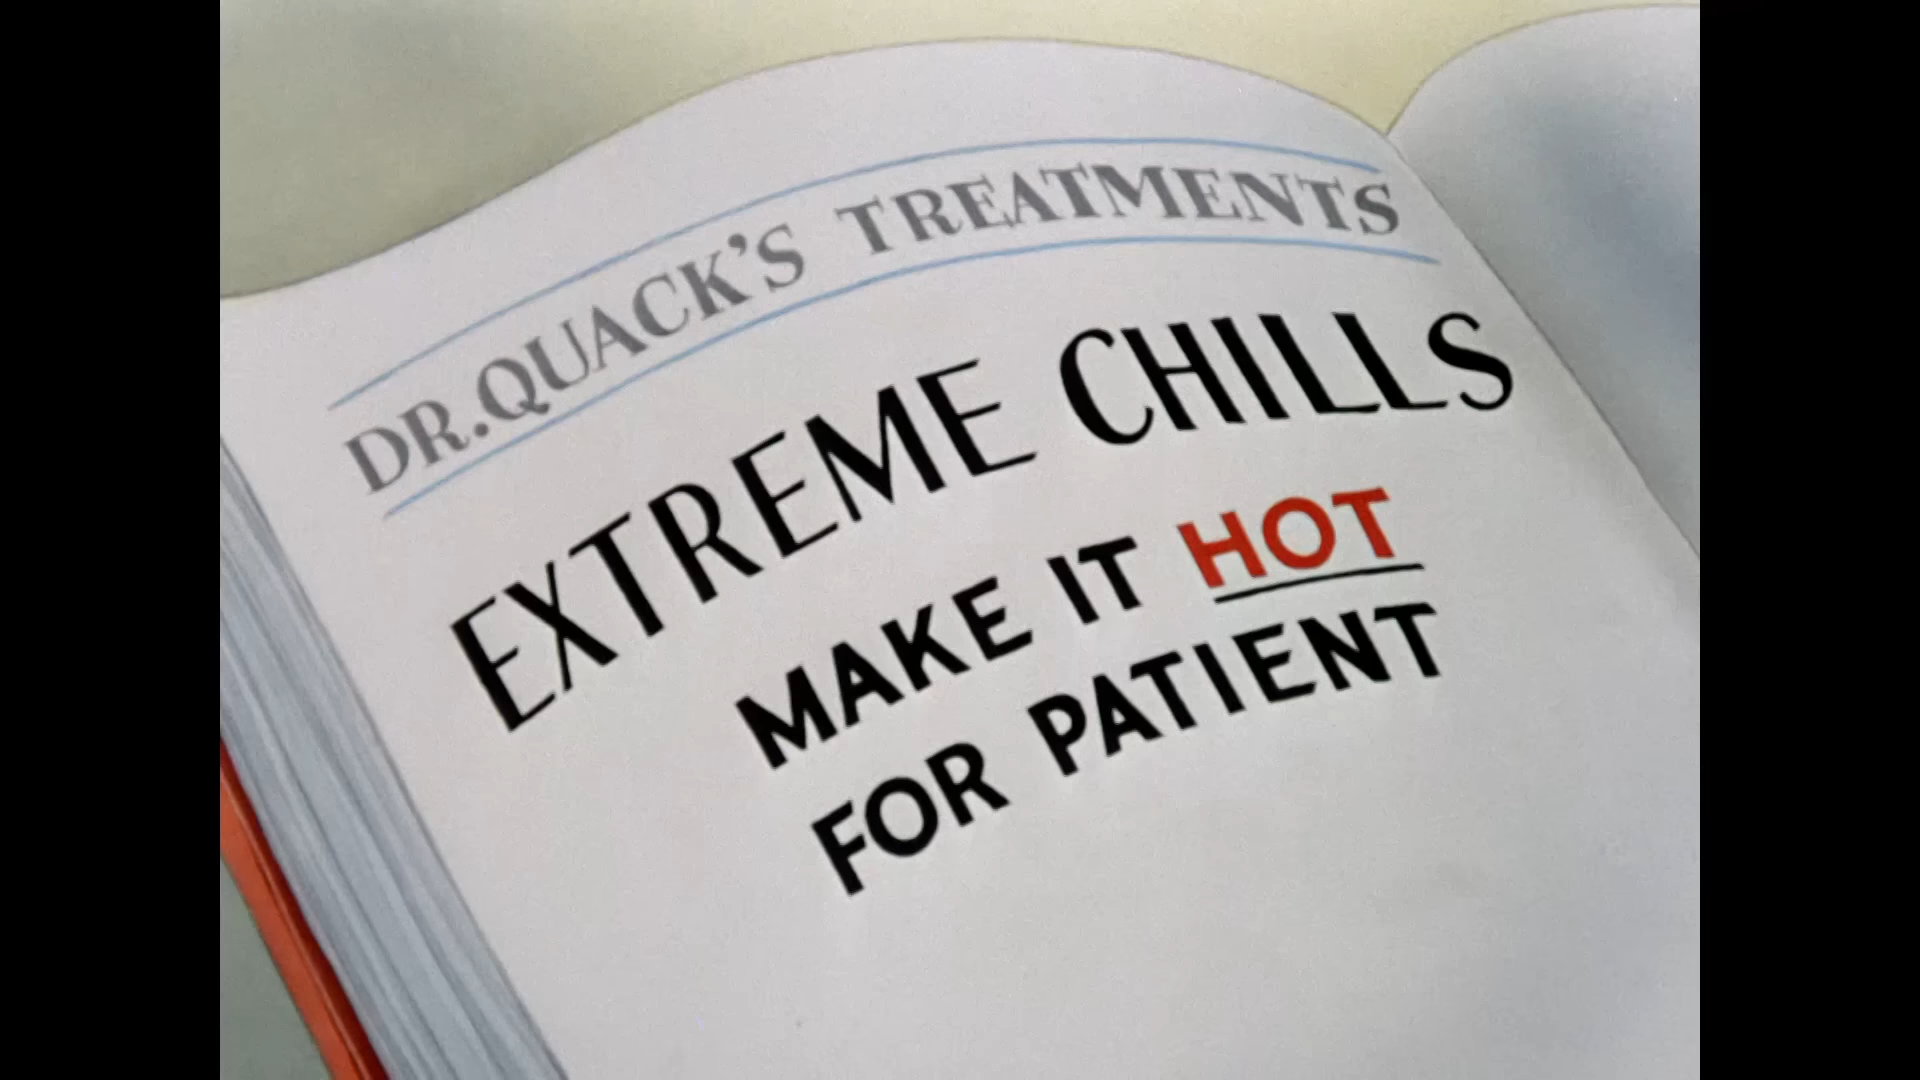 DR. QUACK'S TREATMENTS
EXTREME CHILLS
MAKE IT HOT
FOR PATIENT